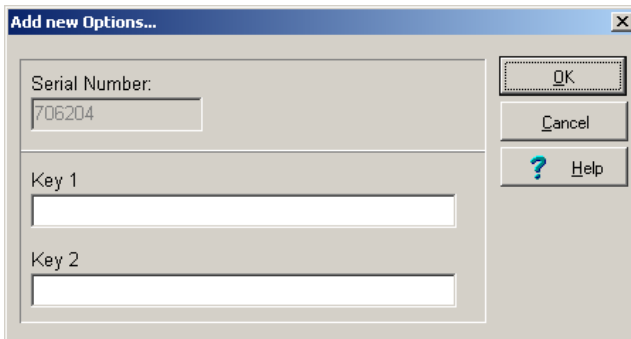 Add new Options...
Serial Number:
706204
OK
Cancel
? Help
Key 1
Key 2